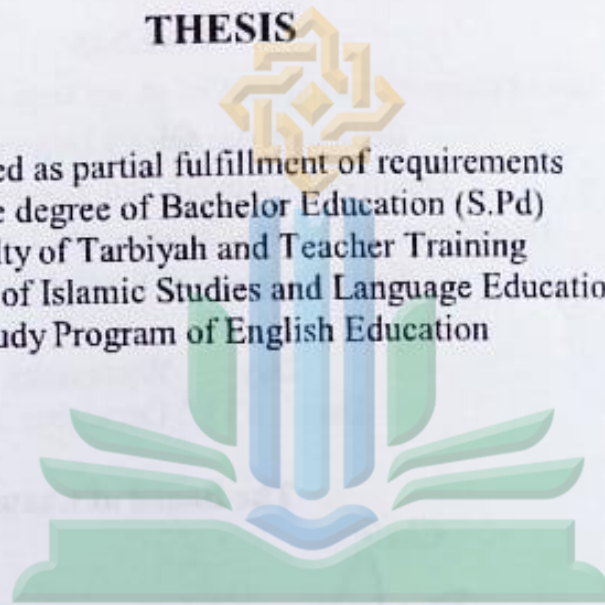 THESIS
ed as partial fulfillment of requirements
e degree of Bachelor Education (S.Pd)
lty of Tarbiyah and Teacher Training
of Islamic Studies and Language Educatio
udy Program of English Education